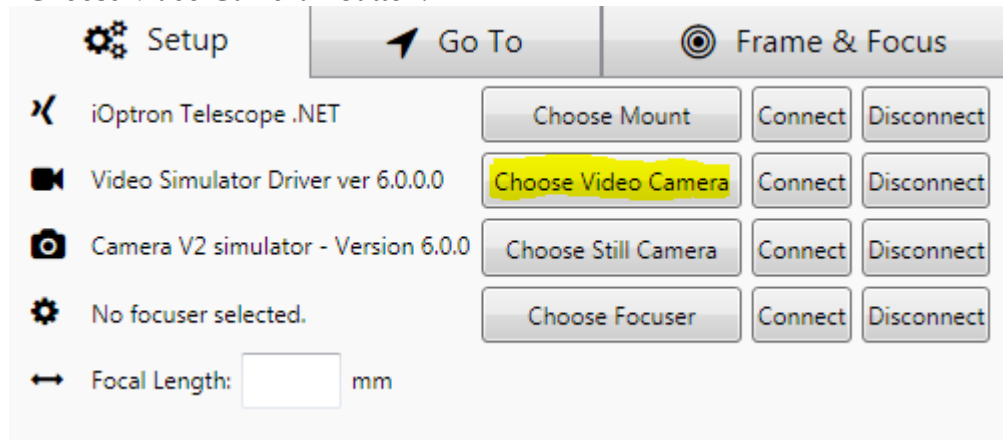 Setup Go To Frame & Focus
iOptron Telescope .NET Choose Mount Connect Disconnect
Video Simulator Driver ver 6.0.0.0 Choose Video Camera Connect Disconnect
Camera V2 simulator - Version 6.0.0 Choose Still Camera Connect Disconnect
No focuser selected. Choose Focuser Connect Disconnect
Focal Length: mm